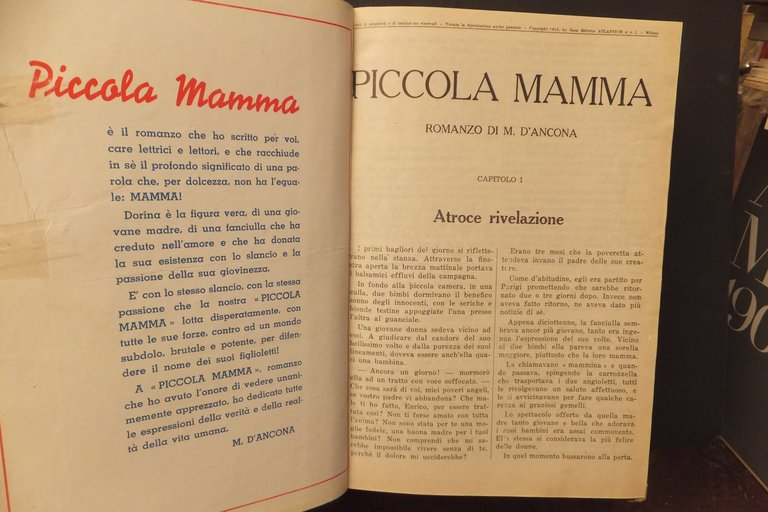 Piccola Mamma
è il romanzo che ho scritto per voi,
care lettrici e lettori, e che racchiude
in sè il profondo significato di una pa-
rola che, per dolcezza, non ha l'egua-
le: MAMMA!
Dorina è la figura vera, di una gio-
vane madre, di una fanciulla che ha
creduto nell'amore e che ha donata
la sua esistenza con lo slancio e la
passione della sua giovinezza.
E' con lo stesso slancio, con la stessa
passione che la nostra «PICCOLA
MAMMA» lotta disperatamente, con
tutte le sue forze, contro ad un mondo
subdolo, brutale e potente, per difen-
dere il nome dei suoi figlioletti!
A «PICCOLA MAMMA», romanzo
che ho avuto l'onore di vedere unani-
memente apprezzato, ho dedicato tutte
le espressioni della verità e della real-
tà della vita umana.
M. D'ANCONA
di proprietà e di traduzione riservati. - Vietata la riproduzione anche parziale - Copyright by Casa Editrice ATLANTICA s. r. l. - Milano
PICCOLA MAMMA
ROMANZO DI M. D'ANCONA
CAPITOLO I
Atroce rivelazione
I primi bagliori del giorno si riflette-
vano nella stanza. Attraverso la fine-
stra aperta la brezza mattinale portava
i balsamici effluvi della campagna.
In fondo alla piccola camera, in una
culla, due bimbi dormivano il benefico
sonno degli innocenti, con le seriche e
bionde testine appoggiate l'una presso
l'altra al guanciale.
Una giovane donna sedeva vicino ad
essi. A giudicare dal candore del suo
bellissimo volto e dalla purezza dei suoi
lineamenti, doveva essere anch'ella qua-
si una bambina.
— Ancora un giorno! — mormorò
ella ad un tratto con voce soffocata. —
Che cosa sarà di voi, miei poveri angeli,
se vostro padre vi abbandona? Che ma-
le ti ho fatto, Enrico, per essere trat-
tata così? Non ti forse amato con tutta
l'anima? Non sono stata per te una mo-
glie fedele, una buona madre per i tuoi
bambini? Non comprendi che mi sa-
rebbe impossibile vivere senza di te,
perchè il dolore mi ucciderebbe?
Erano tre mesi che la poveretta at-
tendeva invano il padre delle sue crea-
ture.
Come d'abitudine, egli era partito per
Parigi promettendo che sarebbe ritor-
nato due o tre giorni dopo. Invece non
aveva fatto ritorno, ne aveva dato più
notizie di sè.
Appena diciottenne, la fanciulla sem-
brava ancor più giovane, tanto era inge-
nua l'espressione del suo volto. Vicino
ai due bimbi ella pareva una sorella
maggiore, piuttosto che la loro mamma.
La chiamavano «mammina» e quan-
do passava, spingendo la carrozzella
che trasportava i due angioletti, tutti
le rivolgevano un saluto affettuoso, e
le si avvicinavano per fare qualche ca-
rezza ai graziosi gemelli.
Lo spettacolo offerto da quella ma-
dre tanto giovane e bella che adorava
i suoi bambini era assai commovente.
Ella stessa si considerava la più felice
delle donne.
In quel momento bussarono alla porta.
M
90